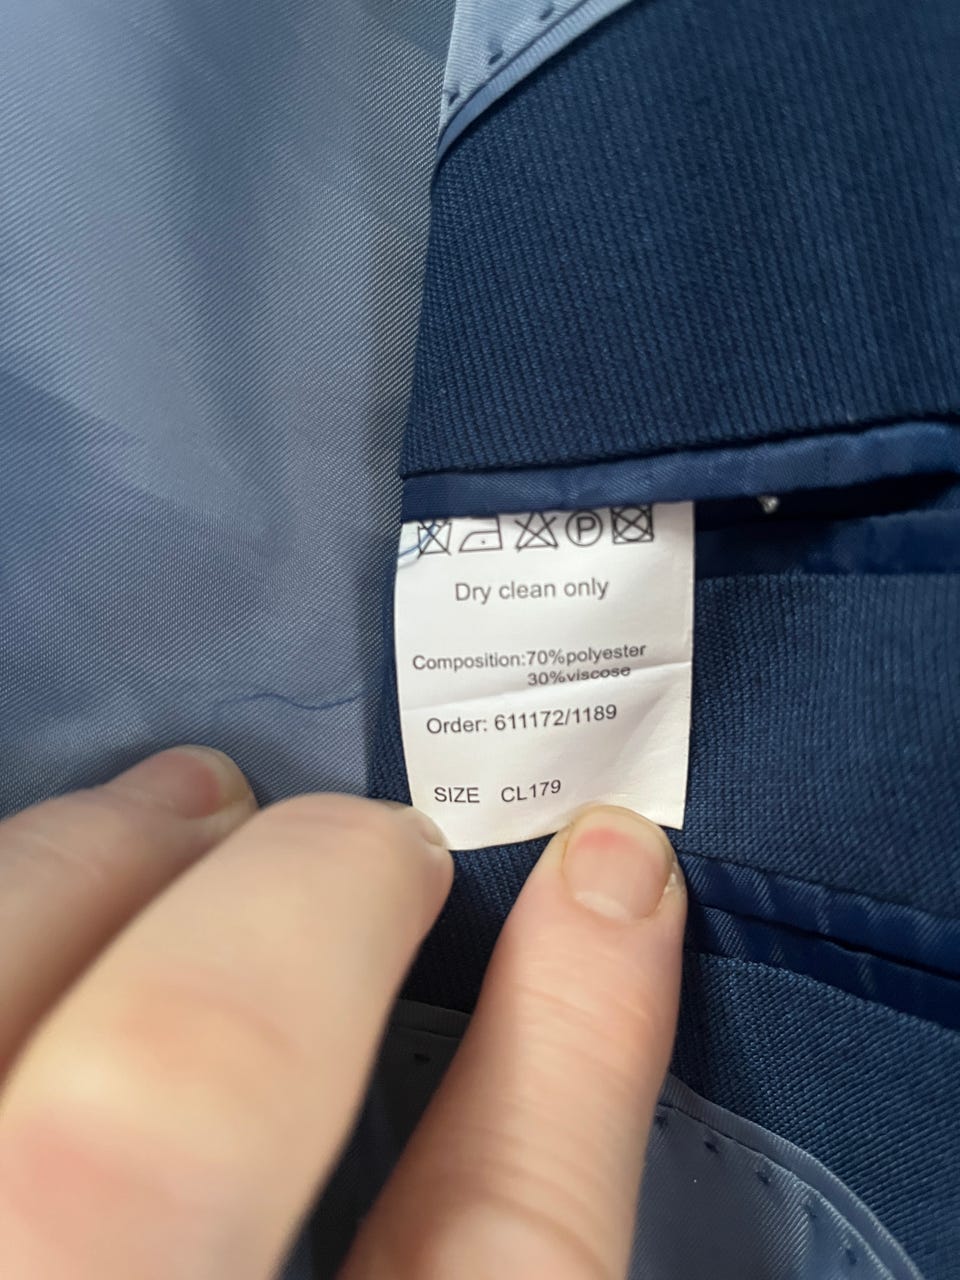 P
Dry clean only
Composition:70%polyester
30%viscose
Order: 611172/1189
SIZE CL179